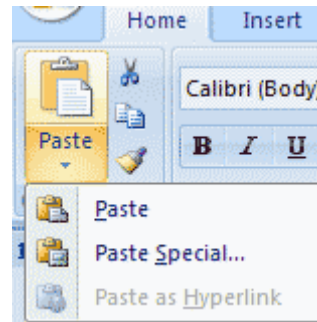 Home Insert
Calibri (Body)
Paste
B I U
Paste
Paste Special...
Paste as Hyperlink